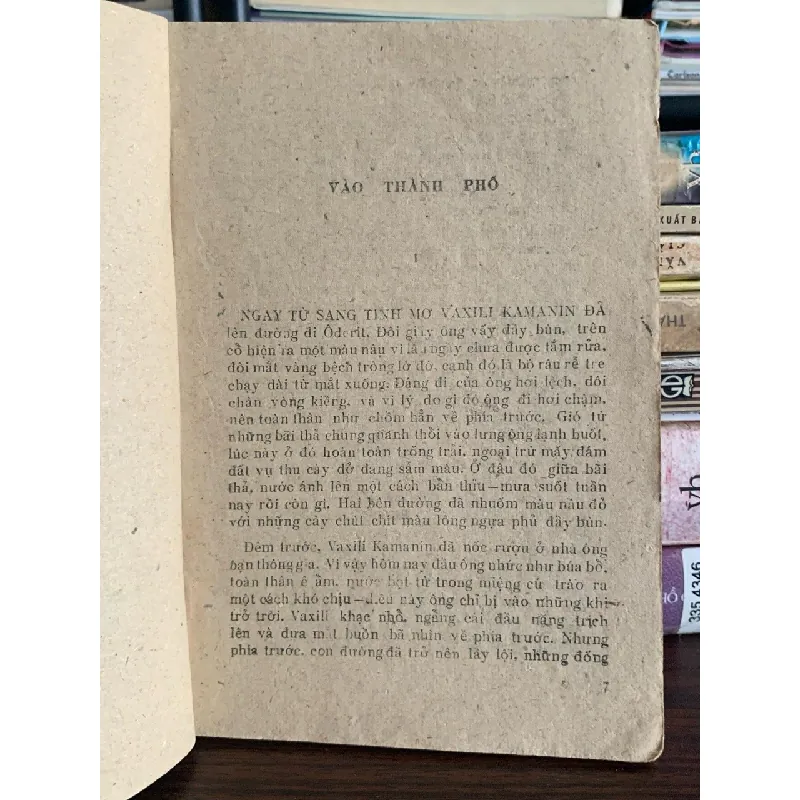 VÀO THÀNH PHỐ
NGAY TỪ SÁNG TINH MƠ VAXILI KAMANIN ĐÃ
lên đường đi Ôđerit. Đôi giày ông vấy đầy bùn, trên
cổ hiện ra một màu nâu vì lâu ngày chưa được tắm rửa,
đôi mắt vàng bệch trông lờ đờ, cạnh đó là bộ râu rễ tre
chạy dài từ mắt xuống. Dáng đi của ông hơi lệch, đôi
chân vòng kiềng, và vì lý do gì đó ông đi hơi chậm,
nên toàn thân như chồm hẳn về phía trước. Gió từ
những bãi thả chung quanh thổi vào lưng ông lạnh buốt,
lúc này ở đó hoàn toàn trống trải, ngoại trừ mấy đám
đất vụ thu cày dở đang sẫm màu. Ở đâu đó giữa bãi
thả, nước ánh lên một cách bẩn thỉu—mưa suốt tuần
nay rồi còn gì. Hai bên đường đã nhuốm màu nâu đỏ
với những cây chút chít màu lông ngựa phủ đầy bùn.
Đêm trước, Vaxili Kamanin đã nốc rượu ở nhà ông
bạn thông gia. Vì vậy hôm nay đầu ông nhức như búa bổ,
toàn thân ê ẩm, nước bọt từ trong miệng cứ trào ra
một cách khó chịu—điều này ông chỉ bị vào những khi
trở trời. Vaxili khạc nhổ, ngẩng cái đầu nặng trịch
lên và đưa mắt buồn bã nhìn về phía trước. Nhưng
phía trước, con đường đã trở nên lầy lội, những đống
7
XUẤT B
335.4346